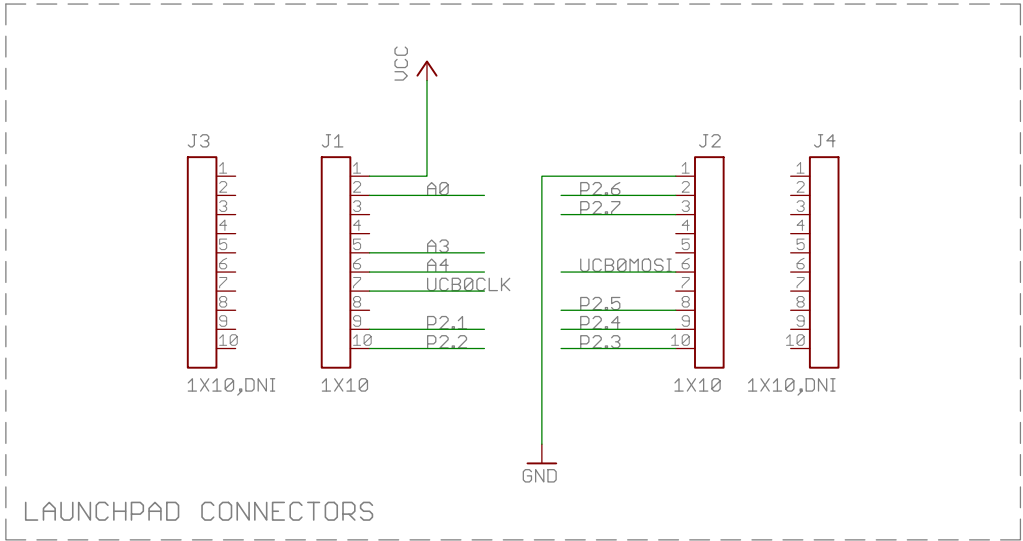 VCC
J3
J1
J2
J4
1
2
3
4
5
6
7
8
9
10
1
2
3
4
5
6
7
8
9
10
A0
A3
A4
UCB0CLK
P2.1
P2.2
P2.6
P2.7
UCB0MOSI
P2.5
P2.4
P2.3
1
2
3
4
5
6
7
8
9
10
1
2
3
4
5
6
7
8
9
10
1X10,DNI
1X10
1X10
1X10,DNI
GND
LAUNCHPAD CONNECTORS